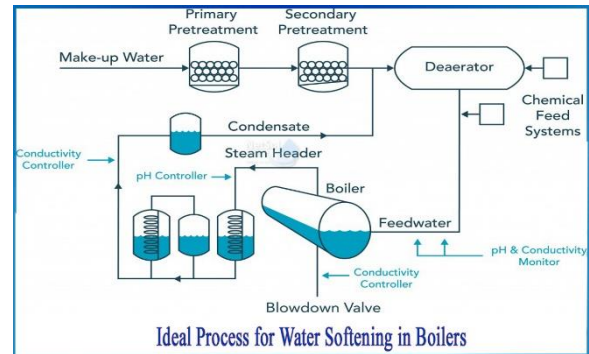 Primary
Pretreatment
Secondary
Pretreatment
Make-up Water
Deaerator
Chemical
Feed
Systems
Condensate
Conductivity
Controller
Steam Header
pH Controller
Boiler
Feedwater
pH & Conductivity
Monitor
Conductivity
Controller
Blowdown Valve
Ideal Process for Water Softening in Boilers